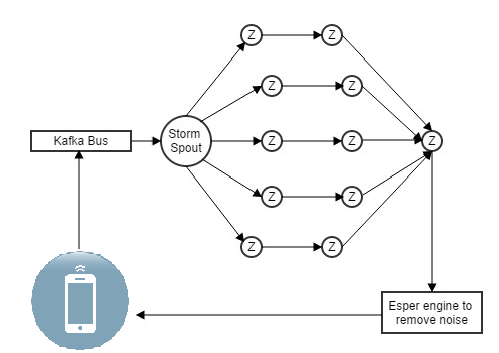 Z Z
Z Z
Kafka Bus
Storm
Spout
Z Z Z
Z Z
Z Z
Esper engine to
remove noise